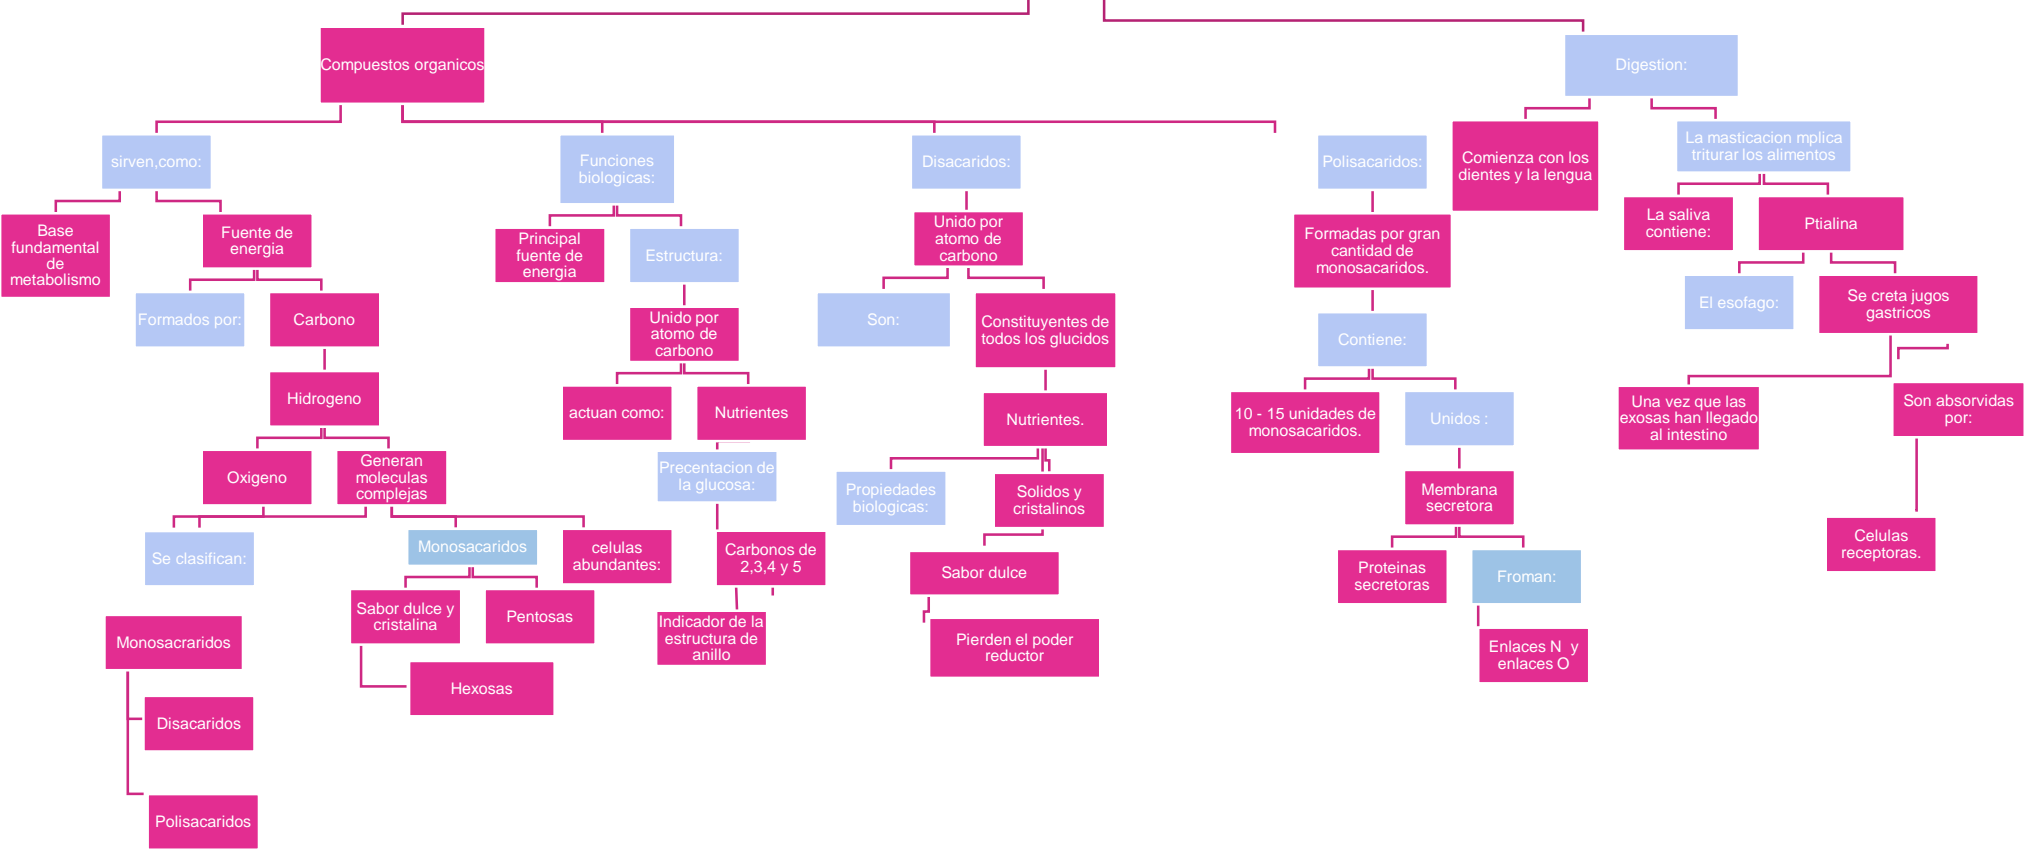 Compuestos organicos
Digestion:
sirven,como:
Funciones
biologicas:
Disacaridos:
Polisacaridos:
Comienza con los
dientes y la lengua
La masticacion mplica
triturar los alimentos
Base
fundamental
de
metabolismo
Fuente de
energia
Principal
fuente de
energia
Estructura:
Unido por
atomo de
carbono
Formadas por gran
cantidad de
monosacaridos.
La saliva
contiene:
Ptialina
Formados por:
Carbono
Unido por
atomo de
carbono
Son:
Constituyentes de
todos los glucidos
Contiene:
El esofago:
Se creta jugos
gastricos
Hidrogeno
actuan como:
Nutrientes
Nutrientes.
10 - 15 unidades de
monosacaridos.
Unidos :
Una vez que las
exosas han llegado
al intestino
Son absorvidas
por:
Oxigeno
Generan
moleculas
complejas
Precentacion de
la glucosa:
Propiedades
biologicas:
Solidos y
cristalinos
Membrana
secretora
Se clasifican:
Monosacaridos
celulas
abundantes:
Carbonos de
2,3,4 y 5
Sabor dulce
Proteinas
secretoras
Froman:
Celulas
receptoras.
Monosacraridos
Sabor dulce y
cristalina
Pentosas
Indicador de la
estructura de
anillo
Pierden el poder
reductor
Enlaces N  y
enlaces O
Hexosas
Disacaridos
Polisacaridos